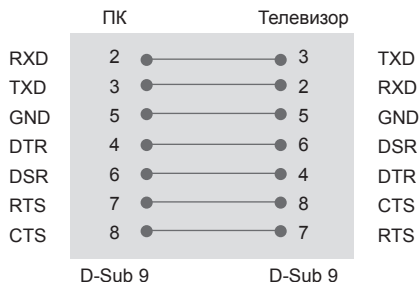 ПК Телевизор
RXD 2 3 TXD
TXD 3 2 RXD
GND 5 5 GND
DTR 4 6 DSR
DSR 6 4 DTR
RTS 7 8 CTS
CTS 8 7 RTS
D-Sub 9 D-Sub 9